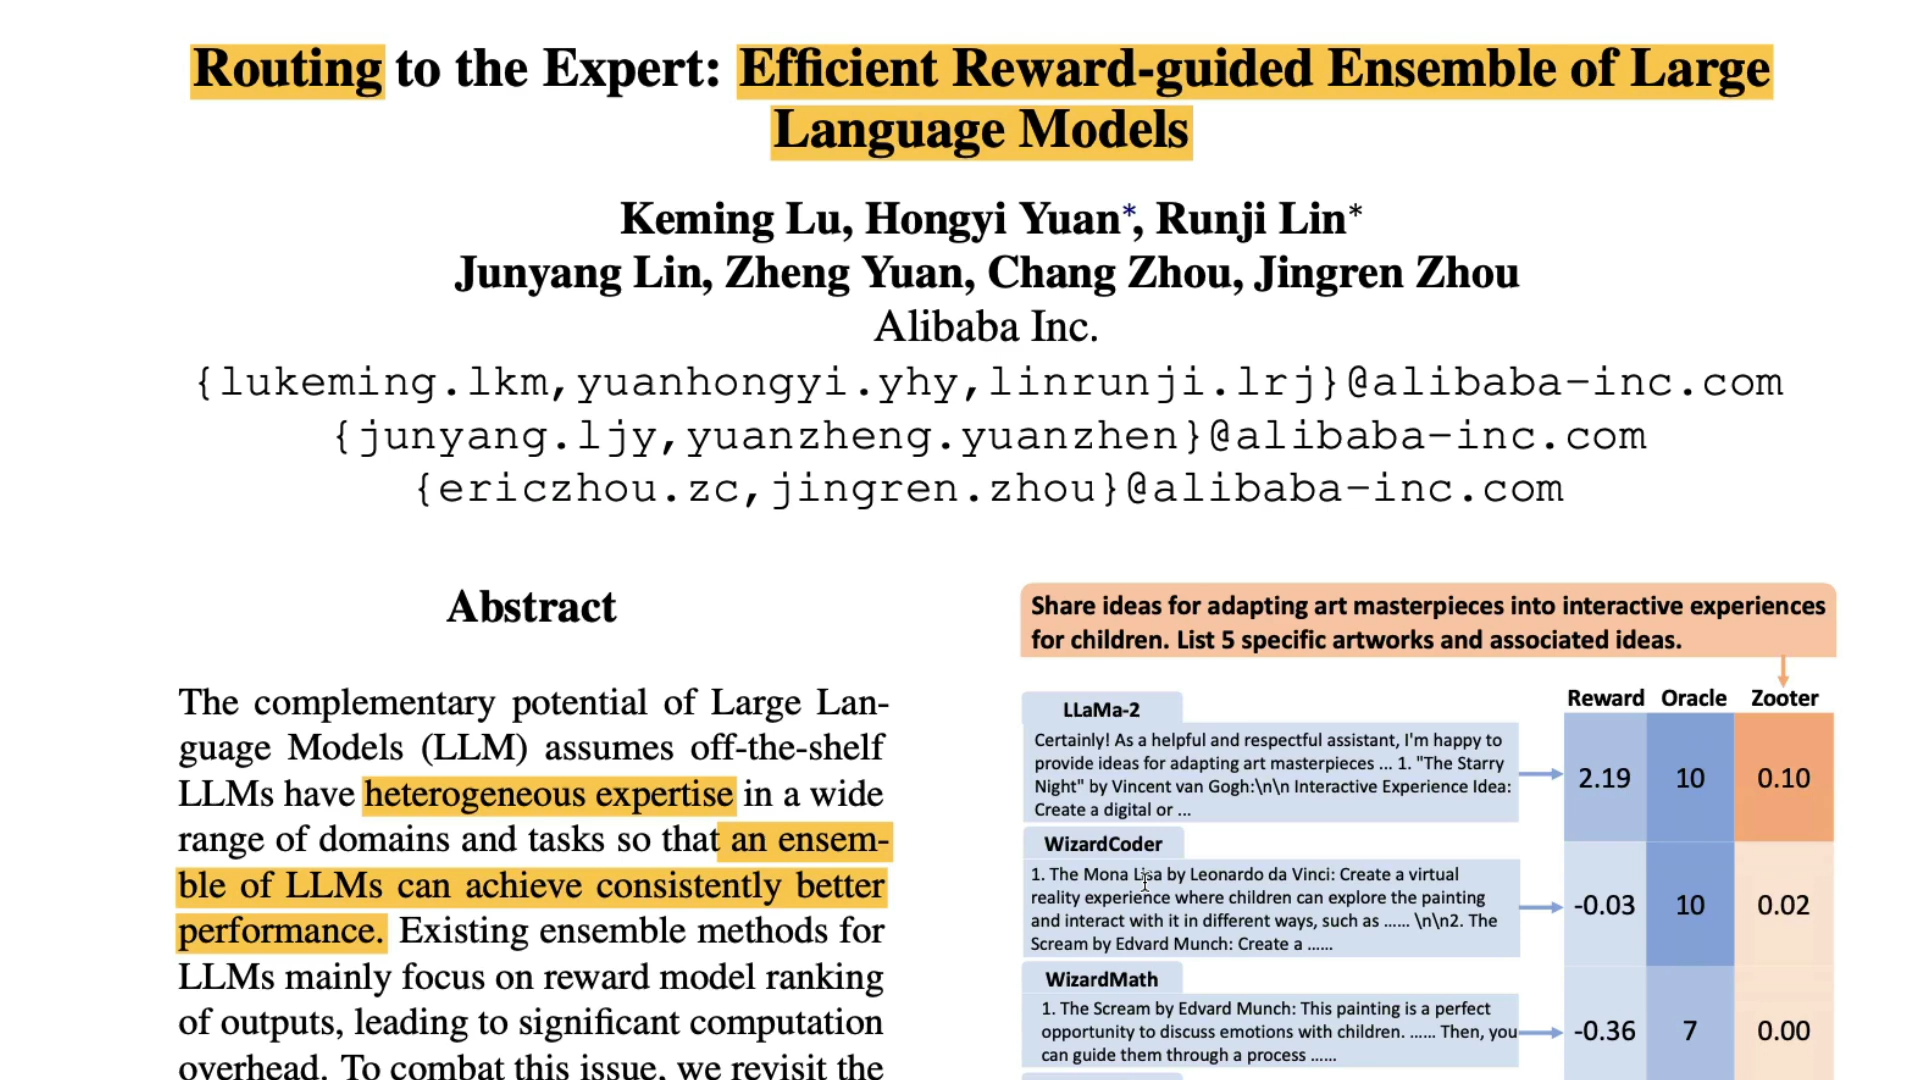 Routing to the Expert: Efficient Reward-guided Ensemble of Large
Language Models
Keming Lu, Hongyi Yuan*, Runji Lin*
Junyang Lin, Zheng Yuan, Chang Zhou, Jingren Zhou
Alibaba Inc.
{lukeming.lkm,yuanhongyi.yhy,linrunji.lrj}@alibaba-inc.com
{junyang.ljy,yuanzheng.yuanzhen}@alibaba-inc.com
{ericzhou.zc,jingren.zhou}@alibaba-inc.com
Abstract
The complementary potential of Large Lan-
guage Models (LLM) assumes off-the-shelf
LLMs have heterogeneous expertise in a wide
range of domains and tasks so that an ensem-
ble of LLMs can achieve consistently better
performance. Existing ensemble methods for
LLMs mainly focus on reward model ranking
of outputs, leading to significant computation
overhead. To combat this issue, we revisit the
Share ideas for adapting art masterpieces into interactive experiences
for children. List 5 specific artworks and associated ideas.
Reward Oracle Zooter
LLaMa-2
Certainly! As a helpful and respectful assistant, I'm happy to
provide ideas for adapting art masterpieces ... 1. "The Starry
Night" by Vincent van Gogh:\n\n Interactive Experience Idea:
Create a digital or ...
2.19 10 0.10
WizardCoder
1. The Mona Lisa by Leonardo da Vinci: Create a virtual
reality experience where children can explore the painting
and interact with it in different ways, such as ...... \n\n2. The
Scream by Edvard Munch: Create a ......
-0.03 10 0.02
WizardMath
1. The Scream by Edvard Munch: This painting is a perfect
opportunity to discuss emotions with children. ...... Then, you
can guide them through a process ......
-0.36 7 0.00